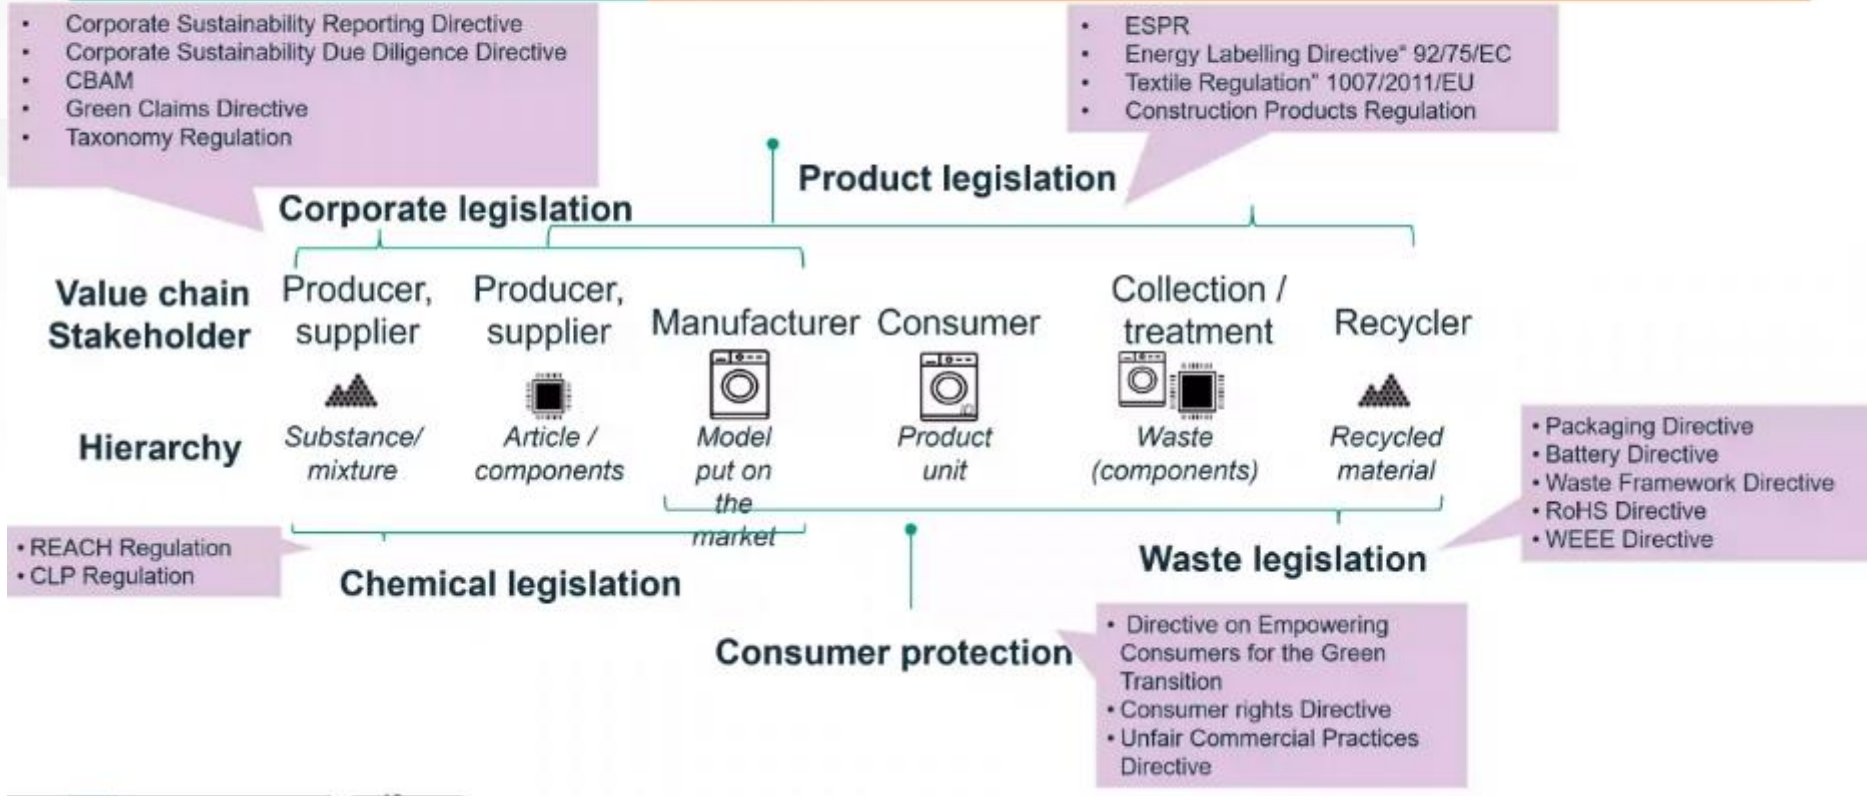 • Corporate Sustainability Reporting Directive
• Corporate Sustainability Due Diligence Directive
• CBAM
• Green Claims Directive
• Taxonomy Regulation
• ESPR
• Energy Labelling Directive“ 92/75/EC
• Textile Regulation” 1007/2011/EU
• Construction Products Regulation
Product legislation
Corporate legislation
Value chain
Stakeholder
Producer,
supplier
Producer,
supplier
Manufacturer
Consumer
Collection /
treatment
Recycler
Hierarchy
Substance/
mixture
Article /
components
Model
put on
the
market
Product
unit
Waste
(components)
Recycled
material
• Packaging Directive
• Battery Directive
• Waste Framework Directive
• RoHS Directive
• WEEE Directive
• REACH Regulation
• CLP Regulation
Chemical legislation
Waste legislation
Consumer protection
• Directive on Empowering
Consumers for the Green
Transition
• Consumer rights Directive
• Unfair Commercial Practices
Directive